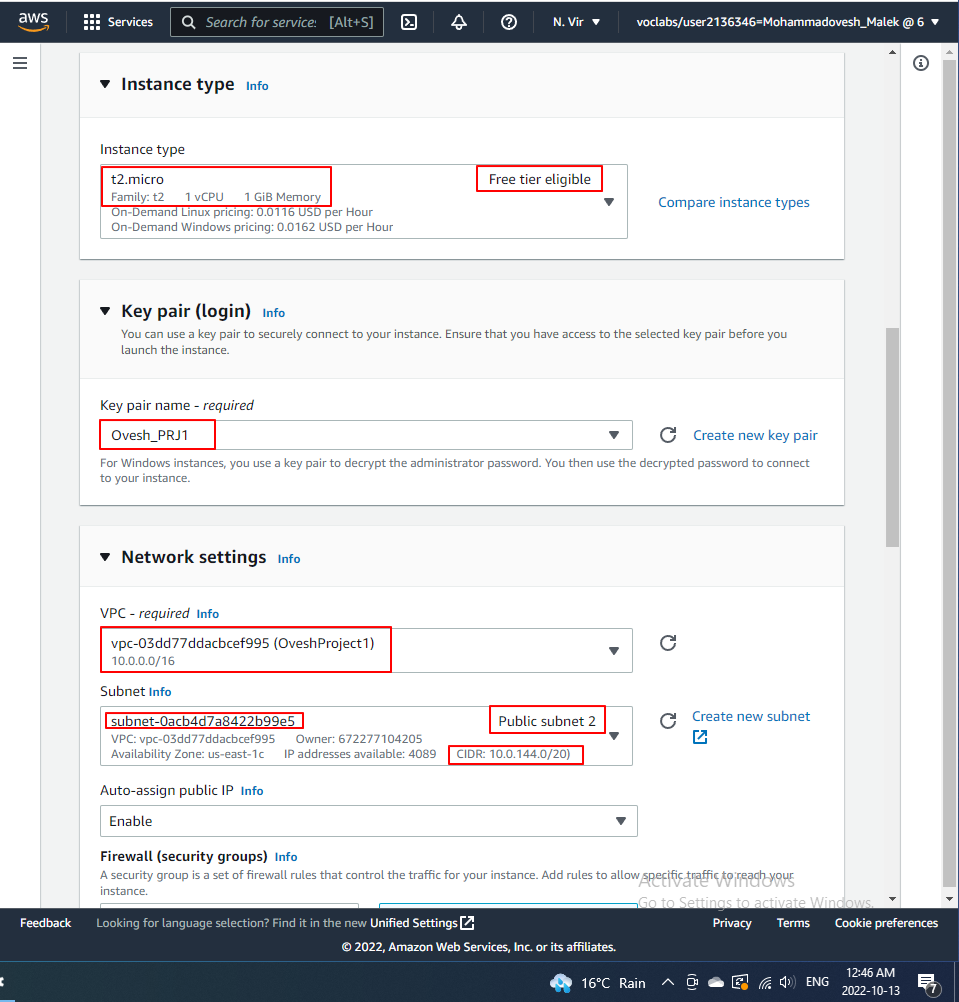 aws
Services
Search for services [Alt+S]
N. Vir
voclabs/user2136346=Mohammadovesh_Malek @ 6
Instance type Info
Instance type
t2.micro
Free tier eligible
Family: t2 1 vCPU 1 GiB Memory
On-Demand Linux pricing: 0.0116 USD per Hour
On-Demand Windows pricing: 0.0162 USD per Hour
Compare instance types
Key pair (login) Info
You can use a key pair to securely connect to your instance. Ensure that you have access to the selected key pair before you
launch the instance.
Key pair name - required
Ovesh_PRJ1
Create new key pair
For Windows instances, you use a key pair to decrypt the administrator password. You then use the decrypted password to connect
to your instance.
Network settings Info
VPC - required Info
vpc-03dd77ddacbcef995 (OveshProject1)
10.0.0.0/16
Subnet Info
subnet-0acb4d7a8422b99e5
Public subnet 2
VPC: vpc-03dd77ddacbcef995 Owner: 672277104205
Availability Zone: us-east-1c IP addresses available: 4089 CIDR: 10.0.144.0/20)
Create new subnet
Auto-assign public IP Info
Enable
Firewall (security groups) Info
A security group is a set of firewall rules that control the traffic for your instance. Add rules to allow specific traffic to reach your
instance.
Activate Windows
Go to Settings to activate Windows.
Feedback
Looking for language selection? Find it in the new Unified Settings
Privacy
Terms
Cookie preferences
© 2022, Amazon Web Services, Inc. or its affiliates.
16°C Rain
ENG
12:46 AM
2022-10-13
7